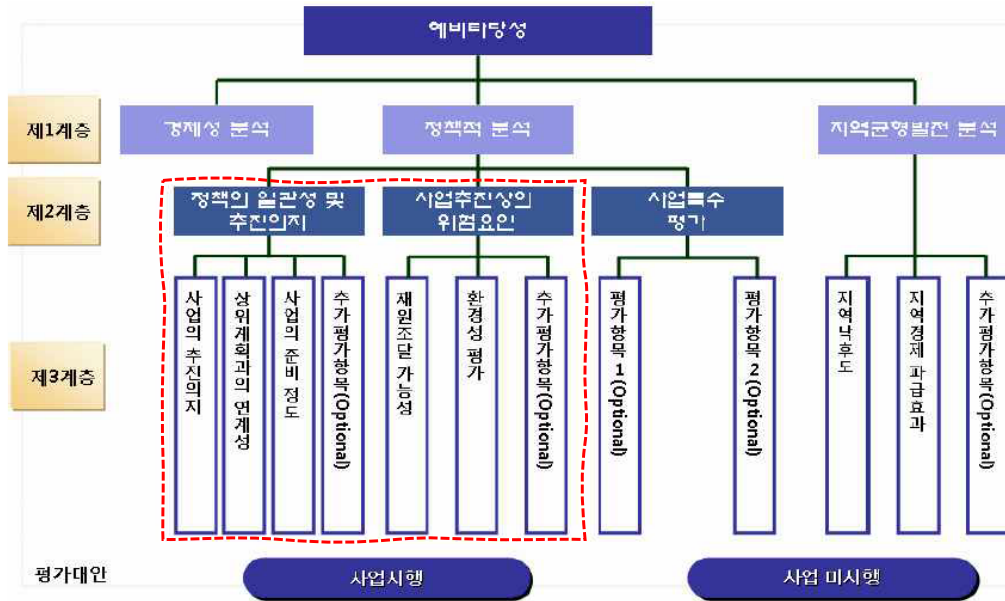 예비타당성
제1계층
경제성 분석
정책적 분석
지역균형발전 분석
제2계층
정책의 일관성 및
추진의지
사업추진상의
위험요인
사업특수
평가
제3계층
사업의 추진의지
상위계획과의 연계성
사업의 준비 정도
추가평가항목(Optional)
재원조달 가능성
환경성 평가
추가평가항목(Optional)
평가항목 1(Optional)
평가항목 2(Optional)
지역낙후도
지역경제 파급효과
추가평가항목(Optional)
평가대안
사업시행
사업 미시행